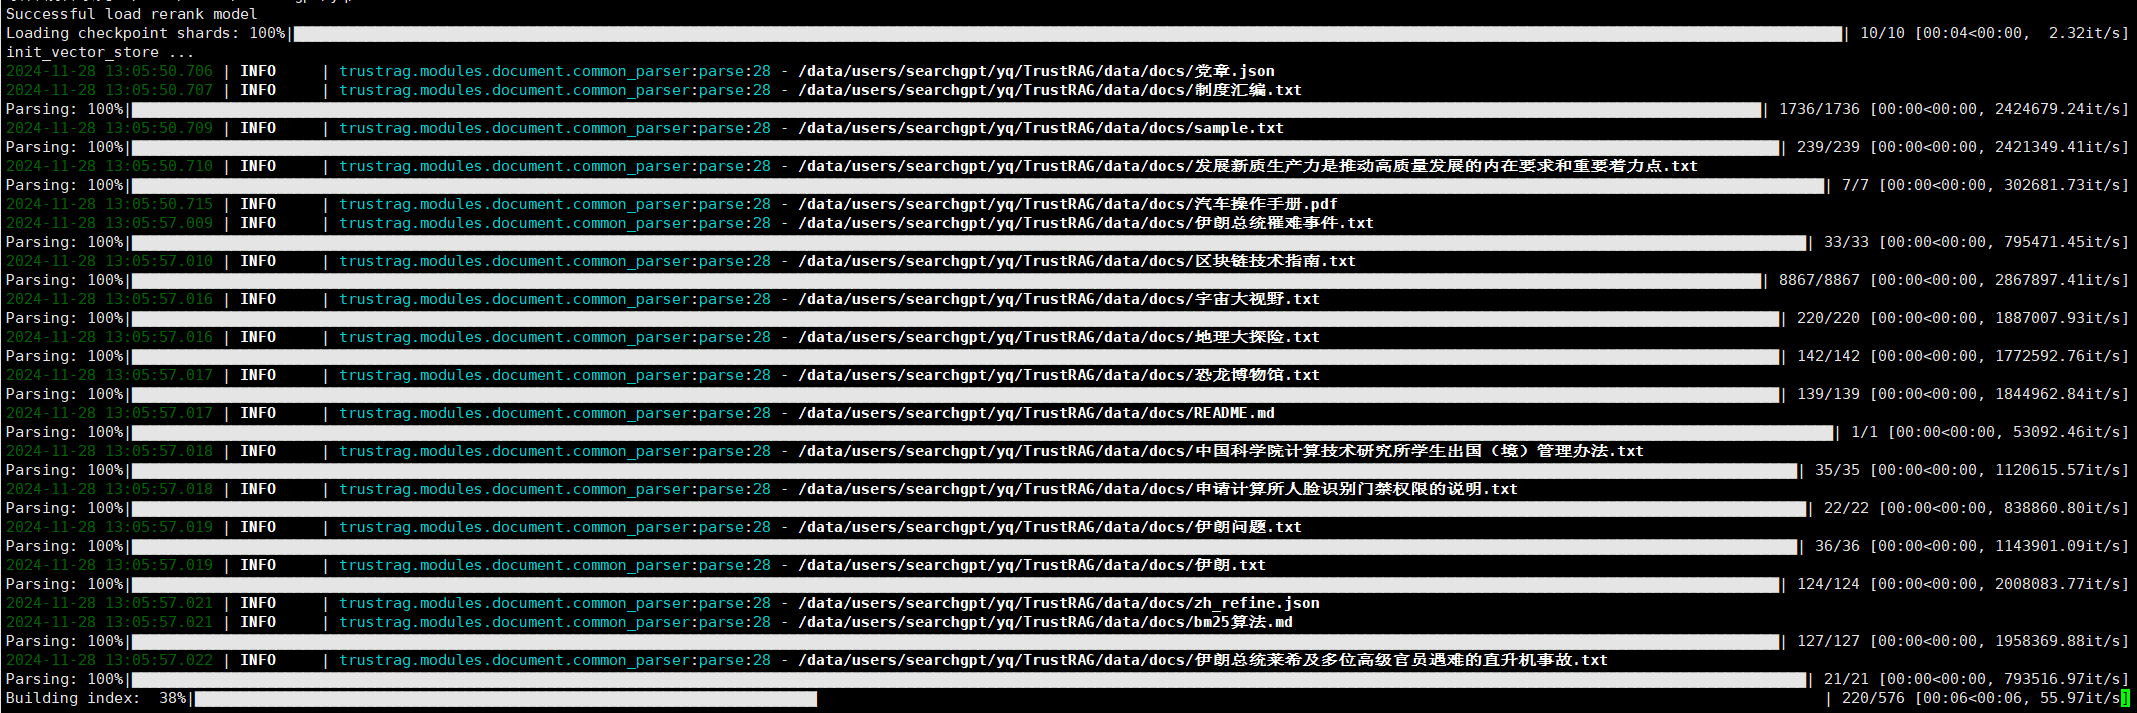 Successful load rerank model
Loading checkpoint shards: 100%| | 10/10 [00:04<00:00,  2.32it/s]
init_vector_store ...
2024-11-28 13:05:50.706 | INFO     | trustrag.modules.document.common_parser:parse:28 - /data/users/searchgpt/yq/TrustRAG/data/docs/党章.json
2024-11-28 13:05:50.707 | INFO     | trustrag.modules.document.common_parser:parse:28 - /data/users/searchgpt/yq/TrustRAG/data/docs/制度汇编.txt
Parsing: 100%| | 1736/1736 [00:00<00:00, 2424679.24it/s]
2024-11-28 13:05:50.709 | INFO     | trustrag.modules.document.common_parser:parse:28 - /data/users/searchgpt/yq/TrustRAG/data/docs/sample.txt
Parsing: 100%| | 239/239 [00:00<00:00, 2421349.41it/s]
2024-11-28 13:05:50.710 | INFO     | trustrag.modules.document.common_parser:parse:28 - /data/users/searchgpt/yq/TrustRAG/data/docs/发展新质生产力是推动高质量发展的内在要求和重要着力点.txt
Parsing: 100%| | 7/7 [00:00<00:00, 302681.73it/s]
2024-11-28 13:05:50.715 | INFO     | trustrag.modules.document.common_parser:parse:28 - /data/users/searchgpt/yq/TrustRAG/data/docs/汽车操作手册.pdf
2024-11-28 13:05:57.009 | INFO     | trustrag.modules.document.common_parser:parse:28 - /data/users/searchgpt/yq/TrustRAG/data/docs/伊朗总统罹难事件.txt
Parsing: 100%| | 33/33 [00:00<00:00, 795471.45it/s]
2024-11-28 13:05:57.010 | INFO     | trustrag.modules.document.common_parser:parse:28 - /data/users/searchgpt/yq/TrustRAG/data/docs/区块链技术指南.txt
Parsing: 100%| | 8867/8867 [00:00<00:00, 2867897.41it/s]
2024-11-28 13:05:57.016 | INFO     | trustrag.modules.document.common_parser:parse:28 - /data/users/searchgpt/yq/TrustRAG/data/docs/宇宙大视野.txt
Parsing: 100%| | 220/220 [00:00<00:00, 1887007.93it/s]
2024-11-28 13:05:57.016 | INFO     | trustrag.modules.document.common_parser:parse:28 - /data/users/searchgpt/yq/TrustRAG/data/docs/地理大探险.txt
Parsing: 100%| | 142/142 [00:00<00:00, 1772592.76it/s]
2024-11-28 13:05:57.017 | INFO     | trustrag.modules.document.common_parser:parse:28 - /data/users/searchgpt/yq/TrustRAG/data/docs/恐龙博物馆.txt
Parsing: 100%| | 139/139 [00:00<00:00, 1844962.84it/s]
2024-11-28 13:05:57.017 | INFO     | trustrag.modules.document.common_parser:parse:28 - /data/users/searchgpt/yq/TrustRAG/data/docs/README.md
Parsing: 100%| | 1/1 [00:00<00:00, 53092.46it/s]
2024-11-28 13:05:57.018 | INFO     | trustrag.modules.document.common_parser:parse:28 - /data/users/searchgpt/yq/TrustRAG/data/docs/中国科学院计算技术研究所学生出国（境）管理办法.txt
Parsing: 100%| | 35/35 [00:00<00:00, 1120615.57it/s]
2024-11-28 13:05:57.018 | INFO     | trustrag.modules.document.common_parser:parse:28 - /data/users/searchgpt/yq/TrustRAG/data/docs/申请计算所人脸识别门禁权限的说明.txt
Parsing: 100%| | 22/22 [00:00<00:00, 838860.80it/s]
2024-11-28 13:05:57.019 | INFO     | trustrag.modules.document.common_parser:parse:28 - /data/users/searchgpt/yq/TrustRAG/data/docs/伊朗问题.txt
Parsing: 100%| | 36/36 [00:00<00:00, 1143901.09it/s]
2024-11-28 13:05:57.019 | INFO     | trustrag.modules.document.common_parser:parse:28 - /data/users/searchgpt/yq/TrustRAG/data/docs/伊朗.txt
Parsing: 100%| | 124/124 [00:00<00:00, 2008083.77it/s]
2024-11-28 13:05:57.021 | INFO     | trustrag.modules.document.common_parser:parse:28 - /data/users/searchgpt/yq/TrustRAG/data/docs/zh_refine.json
2024-11-28 13:05:57.021 | INFO     | trustrag.modules.document.common_parser:parse:28 - /data/users/searchgpt/yq/TrustRAG/data/docs/bm25算法.md
Parsing: 100%| | 127/127 [00:00<00:00, 1958369.88it/s]
2024-11-28 13:05:57.022 | INFO     | trustrag.modules.document.common_parser:parse:28 - /data/users/searchgpt/yq/TrustRAG/data/docs/伊朗总统莱希及多位高级官员遇难的直升机事故.txt
Parsing: 100%| | 21/21 [00:00<00:00, 793516.97it/s]
Building index:  38%| | 220/576 [00:06<00:06, 55.97it/s]